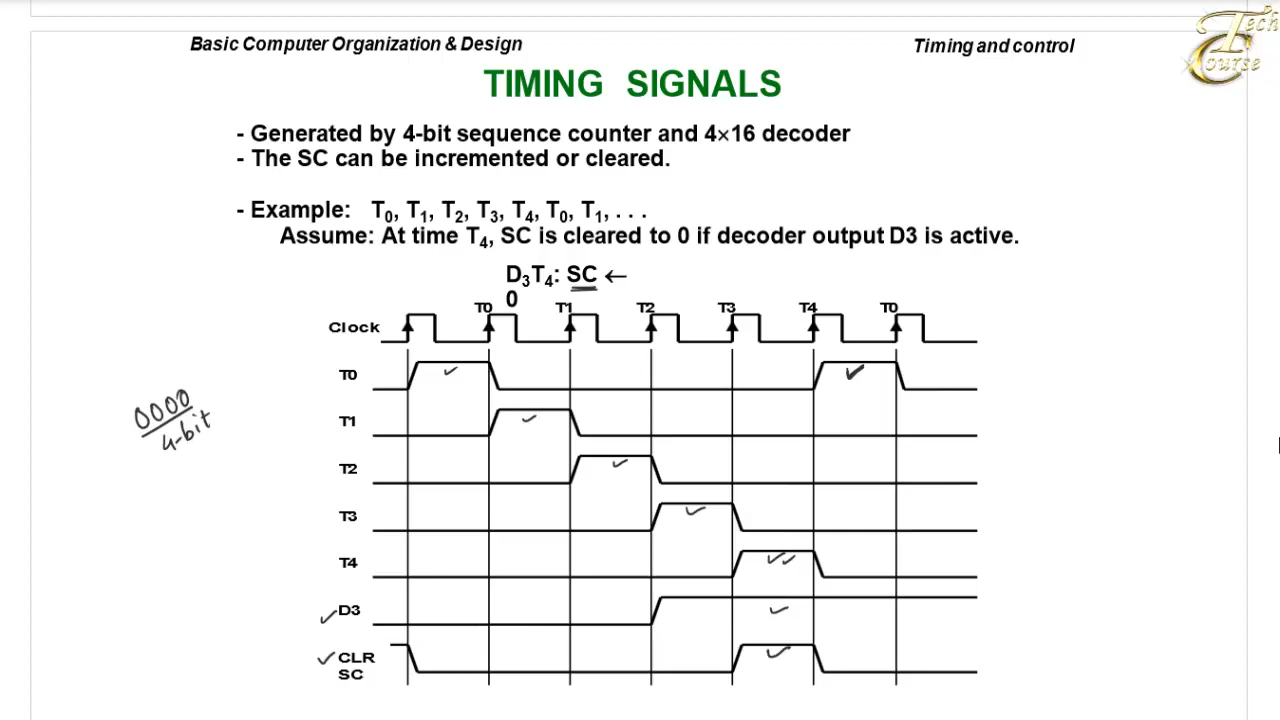 Tech
Course
Basic Computer Organization & Design
Timing and control
TIMING SIGNALS
- Generated by 4-bit sequence counter and 4×16 decoder
- The SC can be incremented or cleared.
- Example: T0, T1, T2, T3, T4, T0, T1, . . .
Assume: At time T4, SC is cleared to 0 if decoder output D3 is active.
D3T4: SC ←
0
T0 T1 T2 T3 T4 T0
Clock
T0
T1
0000
4-bit
T2
T3
T4
D3
CLR
SC